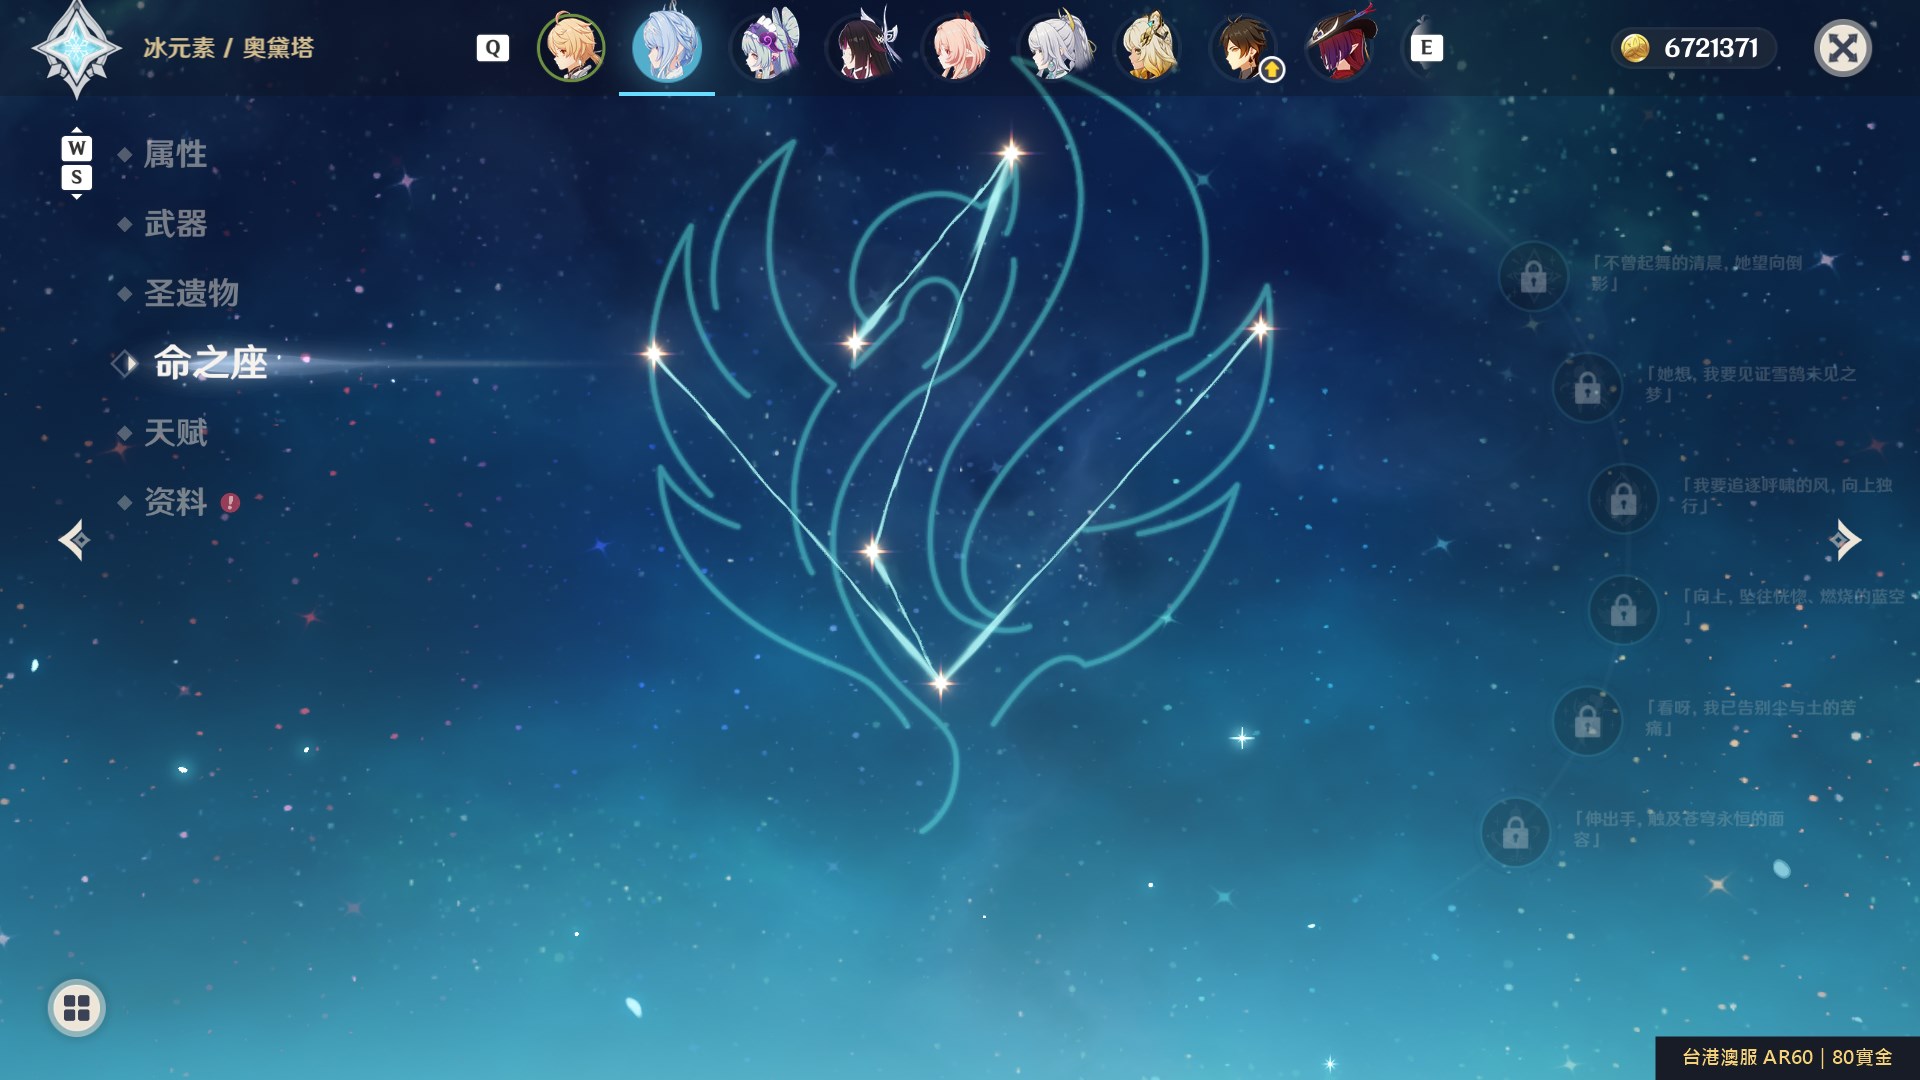 冰元素 / 奥黛塔
Q
E
6721371
W
S
属性
武器
圣遗物
命之座
天赋
资料
「不曾起舞的清晨，她望向倒
影」
「她想，我要见证雪鹄未见之
梦」
「我要追逐呼啸的风，向上独
行」
「向上，坠往恍惚、燃烧的蓝空
」
「看呀，我已告别尘与土的苦
痛」
「伸出手，触及苍穹永恒的面
容」
台港澳服 AR60 | 80實金